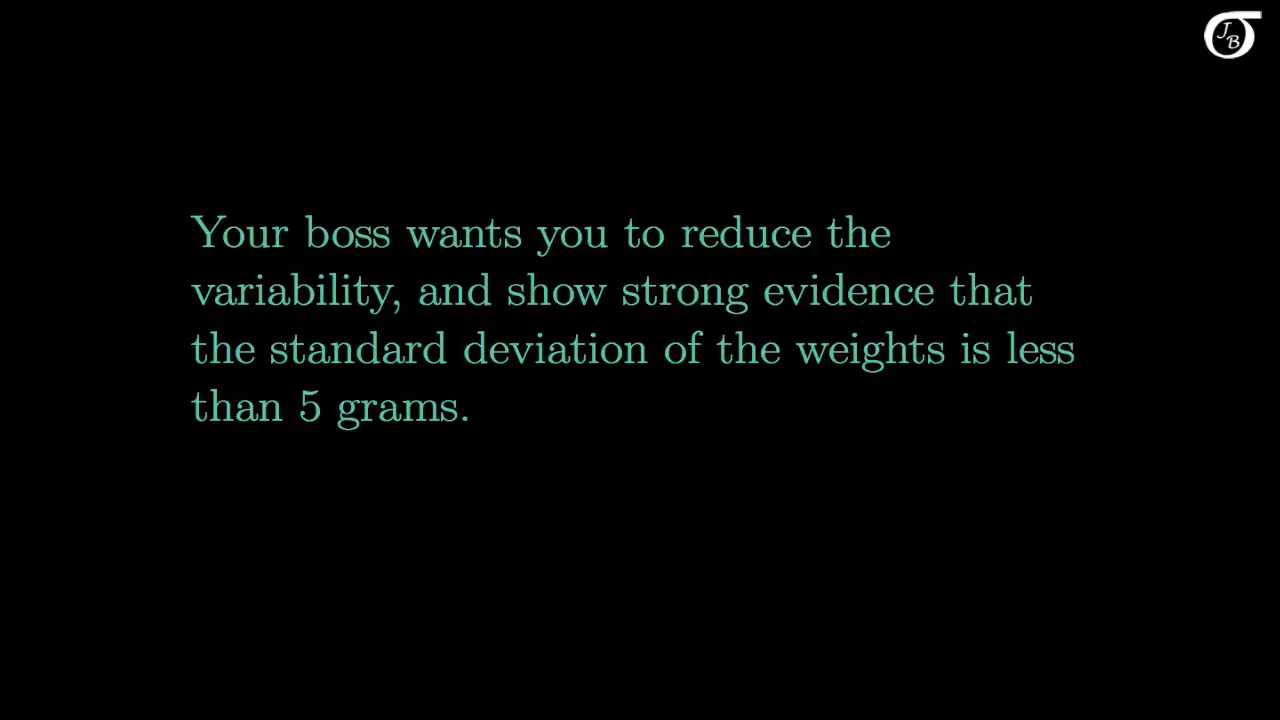 JB
Your boss wants you to reduce the
variability, and show strong evidence that
the standard deviation of the weights is less
than 5 grams.